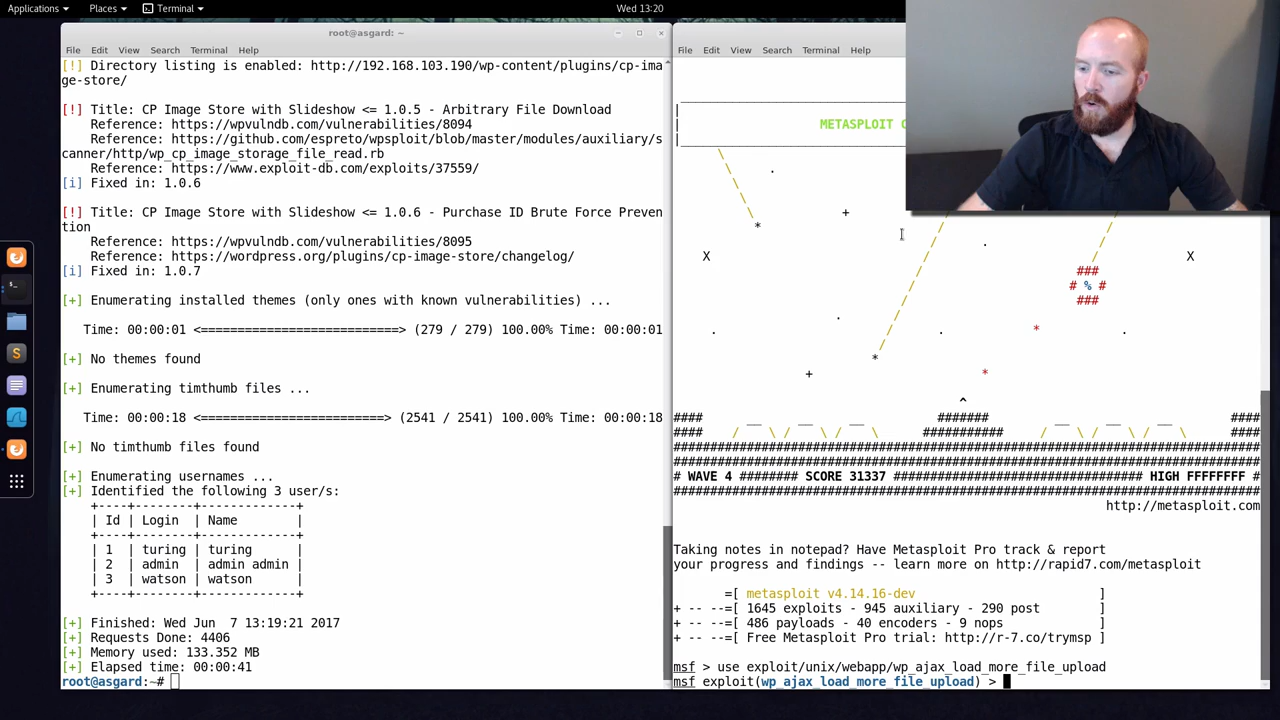 Applications Places Terminal Wed 13:20
root@asgard: ~
File Edit View Search Terminal Help
[!] Directory listing is enabled: http://192.168.103.190/wp-content/plugins/cp-ima
ge-store/
[!] Title: CP Image Store with Slideshow <= 1.0.5 - Arbitrary File Download
Reference: https://wpvulndb.com/vulnerabilities/8094
Reference: https://github.com/espreto/wpsploit/blob/master/modules/auxiliary/s
canner/http/wp_cp_image_storage_file_read.rb
Reference: https://www.exploit-db.com/exploits/37559/
[i] Fixed in: 1.0.6
[!] Title: CP Image Store with Slideshow <= 1.0.6 - Purchase ID Brute Force Preven
tion
Reference: https://wpvulndb.com/vulnerabilities/8095
Reference: https://wordpress.org/plugins/cp-image-store/changelog/
[i] Fixed in: 1.0.7
[+] Enumerating installed themes (only ones with known vulnerabilities) ...
Time: 00:00:01 <===========================> (279 / 279) 100.00% Time: 00:00:01
[+] No themes found
[+] Enumerating timthumb files ...
Time: 00:00:18 <=========================> (2541 / 2541) 100.00% Time: 00:00:18
[+] No timthumb files found
[+] Enumerating usernames ...
[+] Identified the following 3 user/s:
+----+--------+-------------+
| Id | Login | Name |
+----+--------+-------------+
| 1 | turing | turing |
| 2 | admin | admin admin |
| 3 | watson | watson |
+----+--------+-------------+
[+] Finished: Wed Jun 7 13:19:21 2017
[+] Requests Done: 4406
[+] Memory used: 133.352 MB
[+] Elapsed time: 00:00:41
root@asgard:~#
File Edit View Search Terminal Help
METASPLOIT C
X X
###
# % #
###
#### ####### ####
#### ########### ####
# WAVE 4 ######## SCORE 31337 ################################## HIGH FFFFFFFF #
http://metasploit.com
Taking notes in notepad? Have Metasploit Pro track & report
your progress and findings -- learn more on http://rapid7.com/metasploit
=[ metasploit v4.14.16-dev ]
+ -- --=[ 1645 exploits - 945 auxiliary - 290 post ]
+ -- --=[ 486 payloads - 40 encoders - 9 nops ]
+ -- --=[ Free Metasploit Pro trial: http://r-7.co/trymsp ]
msf > use exploit/unix/webapp/wp_ajax_load_more_file_upload
msf exploit(wp_ajax_load_more_file_upload) >